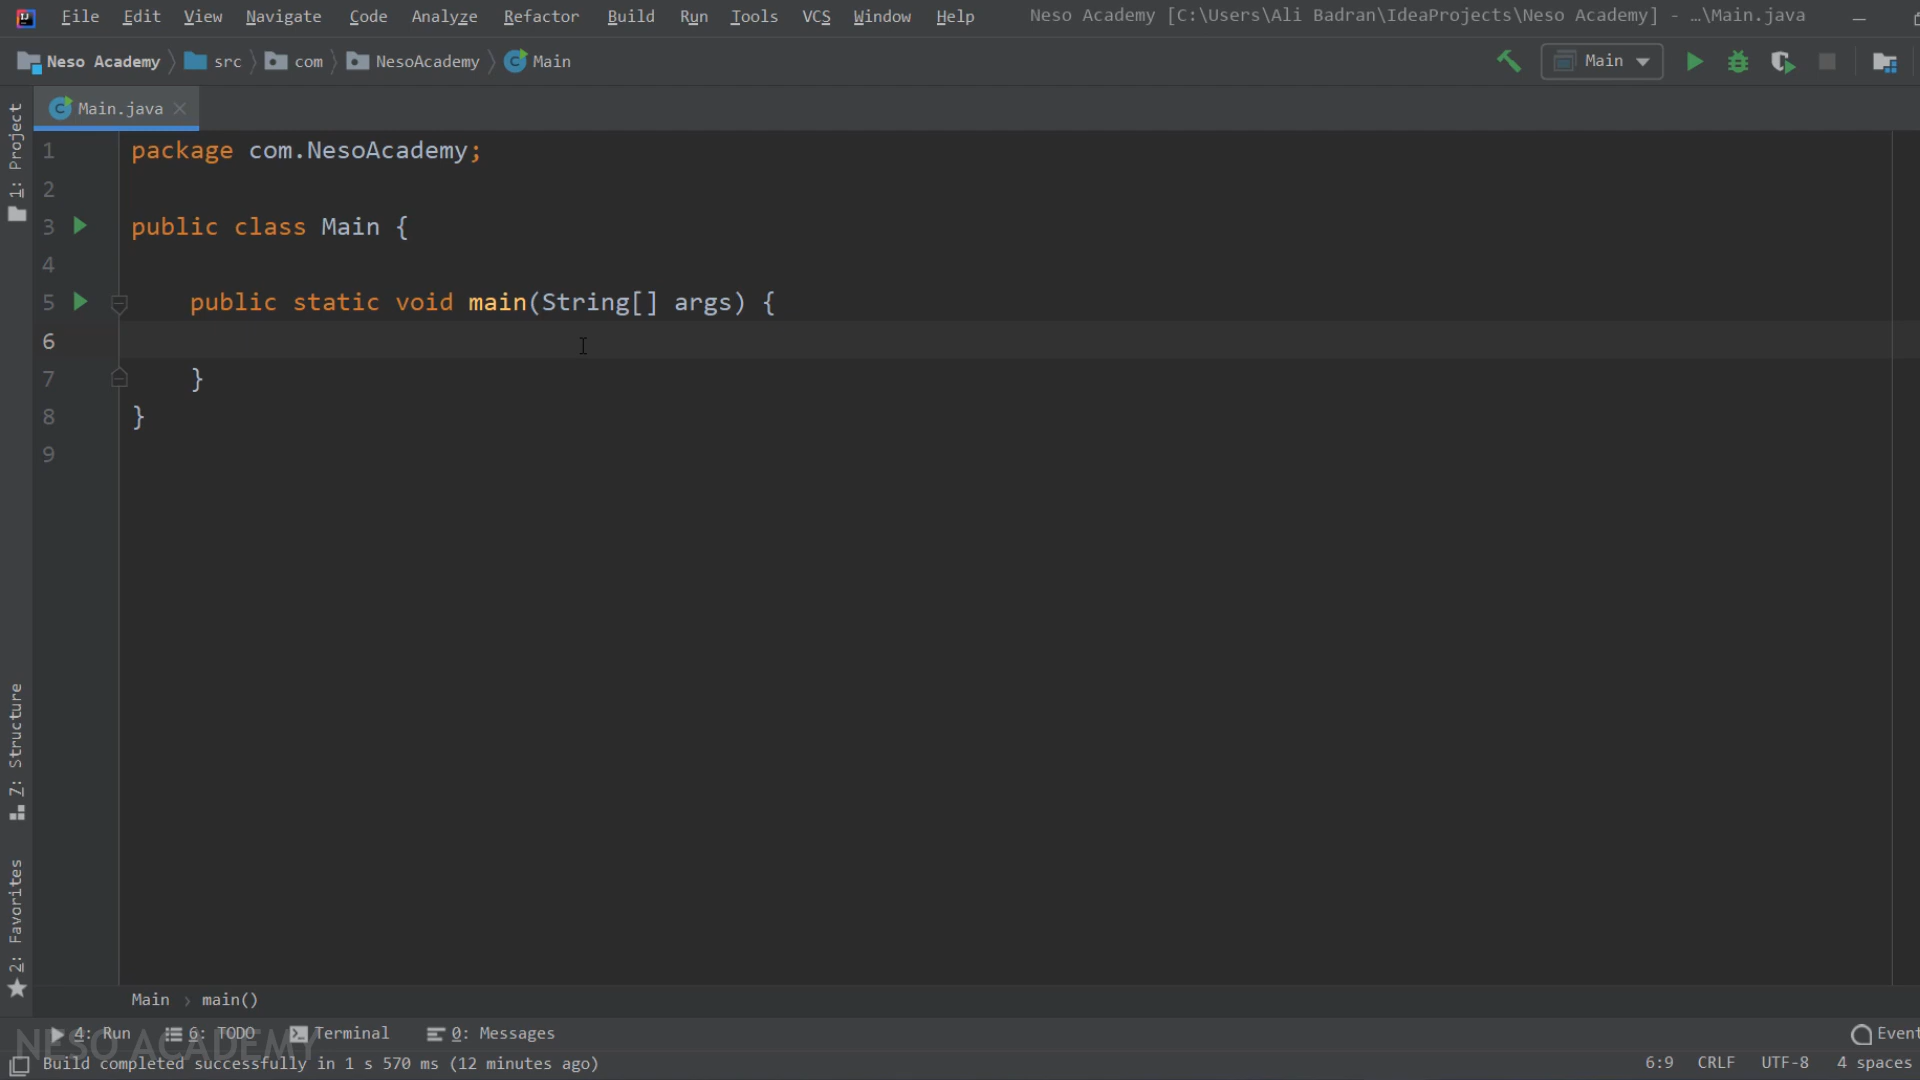 File Edit View Navigate Code Analyze Refactor Build Run Tools VCS Window Help Neso Academy [C:\Users\Ali Badran\IdeaProjects\Neso Academy] - ...\Main.java
Neso Academy src com NesoAcademy Main Main
Main.java
1: Project
1 package com.NesoAcademy;
2
3 public class Main {
4
5 public static void main(String[] args) {
6
7 }
8 }
9
7: Structure
2: Favorites
Main › main()
4: Run 6: TODO Terminal 0: Messages Event
NESO ACADEMY
Build completed successfully in 1 s 570 ms (12 minutes ago) 6:9 CRLF UTF-8 4 spaces